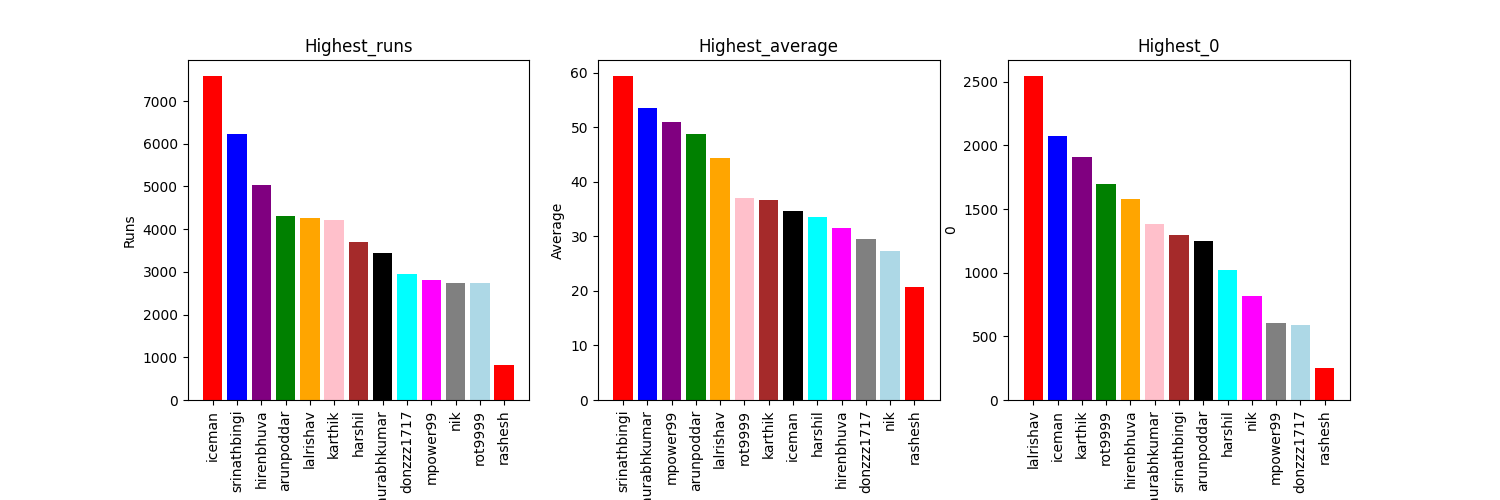 Highest_runs
Runs
7000
6000
5000
4000
3000
2000
1000
0
iceman
srinathbingi
hirenbhuva
arunpoddar
lalrishav
karthik
harshil
urabhkumar
donzzz1717
mpower99
nik
rot9999
rashesh
Highest_average
Average
60
50
40
30
20
10
0
srinathbingi
urabhkumar
mpower99
arunpoddar
lalrishav
rot9999
karthik
iceman
harshil
hirenbhuva
donzzz1717
nik
rashesh
Highest_0
0
2500
2000
1500
1000
500
0
lalrishav
iceman
karthik
rot9999
hirenbhuva
urabhkumar
srinathbingi
arunpoddar
harshil
nik
mpower99
donzzz1717
rashesh